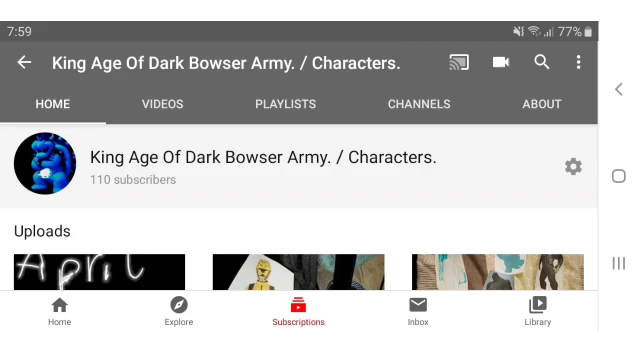 7:59 77%
King Age Of Dark Bowser Army. / Characters.
HOME VIDEOS PLAYLISTS CHANNELS ABOUT
King Age Of Dark Bowser Army. / Characters.
110 subscribers
Uploads
April
Home Explore Subscriptions Inbox Library